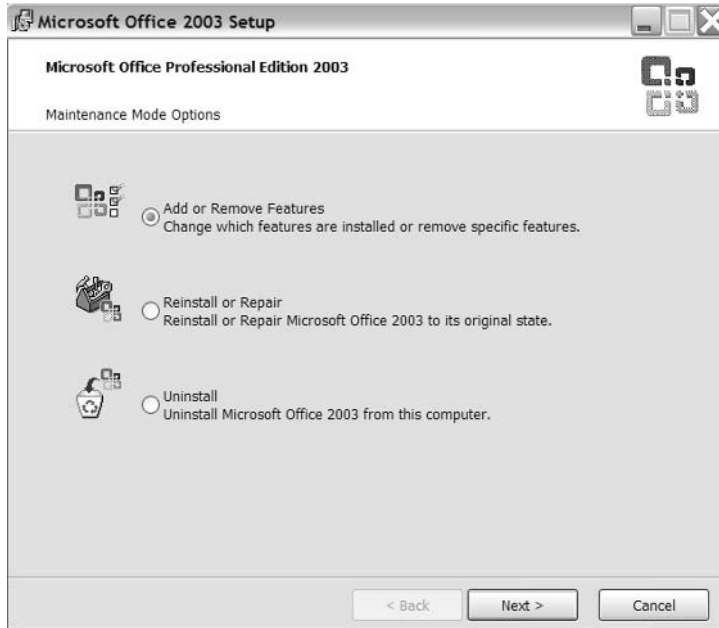 Microsoft Office 2003 Setup
Microsoft Office Professional Edition 2003
Maintenance Mode Options
Add or Remove Features
Change which features are installed or remove specific features.
Reinstall or Repair
Reinstall or Repair Microsoft Office 2003 to its original state.
Uninstall
Uninstall Microsoft Office 2003 from this computer.
< Back Next > Cancel